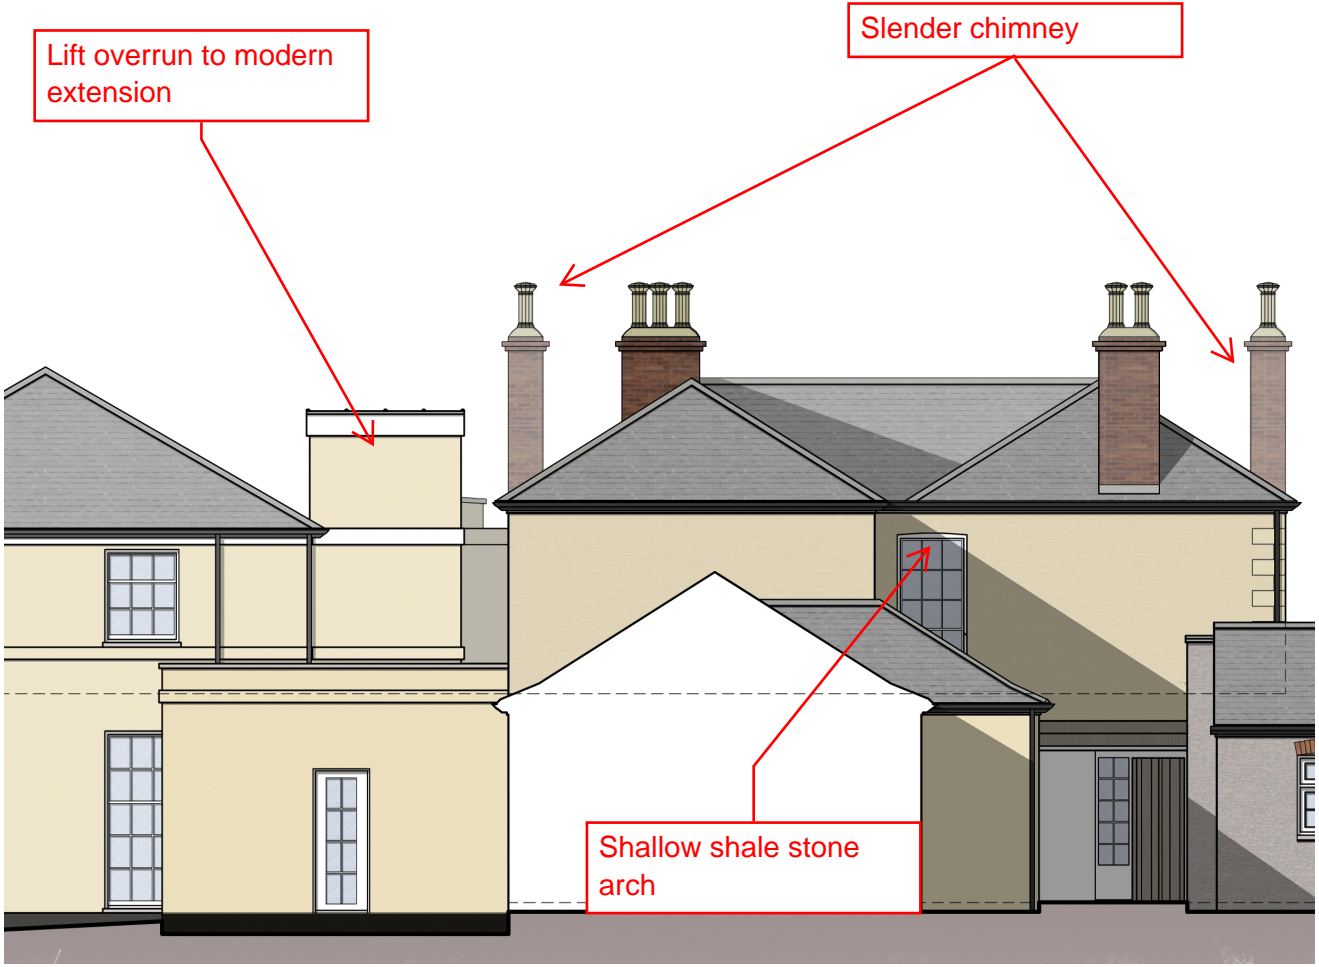 Lift overrun to modern
extension
Slender chimney
Shallow shale stone
arch